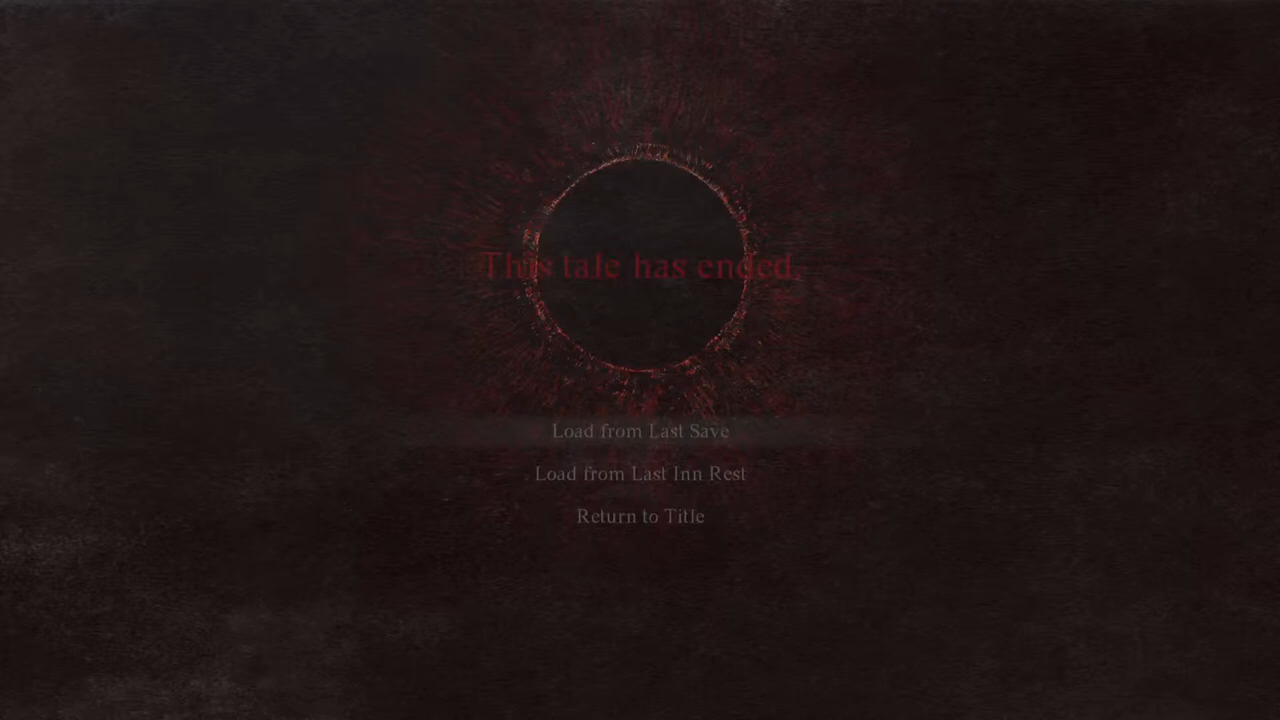 This tale has ended.
Load from Last Save
Load from Last Inn Rest
Return to Title